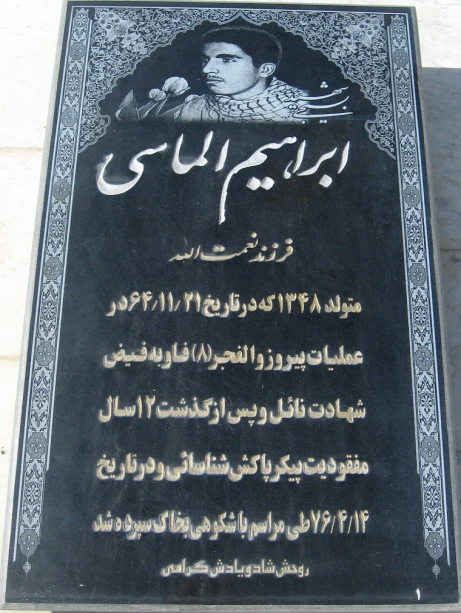 شهید
ابراهیم الماسی
فرزند نعمت الله
متولد ۱۳۴۸ که در تاریخ ۶۴/۱۱/۲۱ در
عملیات پیروز والفجر (۸) فاو به فیض
شهادت نائل و پس از گذشت ۱۲ سال
مفقودیت پیکر پاکش شناسائی و در تاریخ
۷۶/۴/۱۴ طی مراسم باشکوهی بخاک سپرده شد
روحش شاد و یادش گرامی
۱